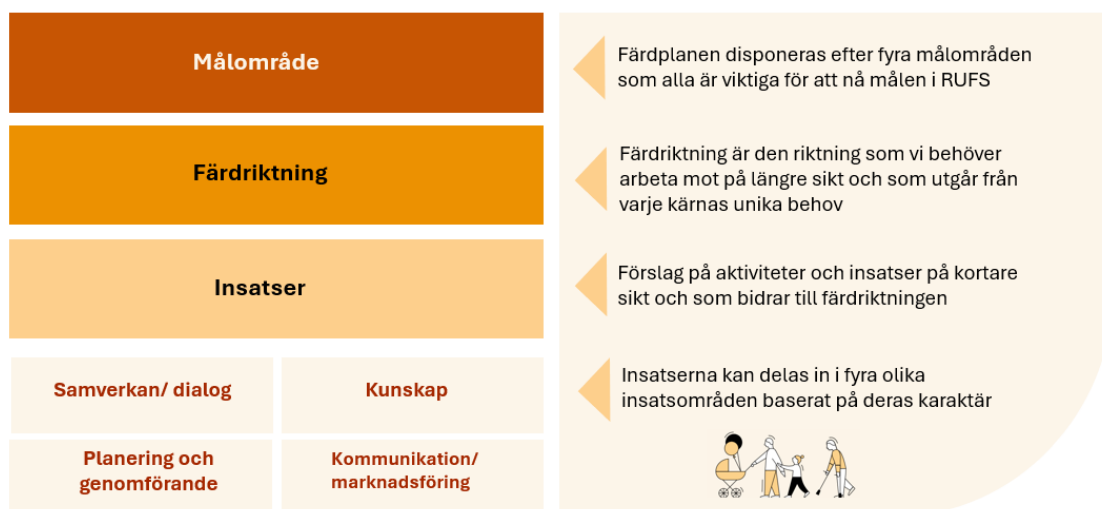 Målområde
Färdplanen disponeras efter fyra målområden
som alla är viktiga för att nå målen i RUFS
Färdriktning
Färdriktning är den riktning som vi behöver
arbeta mot på längre sikt och som utgår från
varje kärnas unika behov
Insatser
Förslag på aktiviteter och insatser på kortare
sikt och som bidrar till färdriktningen
Samverkan/ dialog
Kunskap
Insatserna kan delas in i fyra olika
insatsområden baserat på deras karaktär
Planering och
genomförande
Kommunikation/
marknadsföring